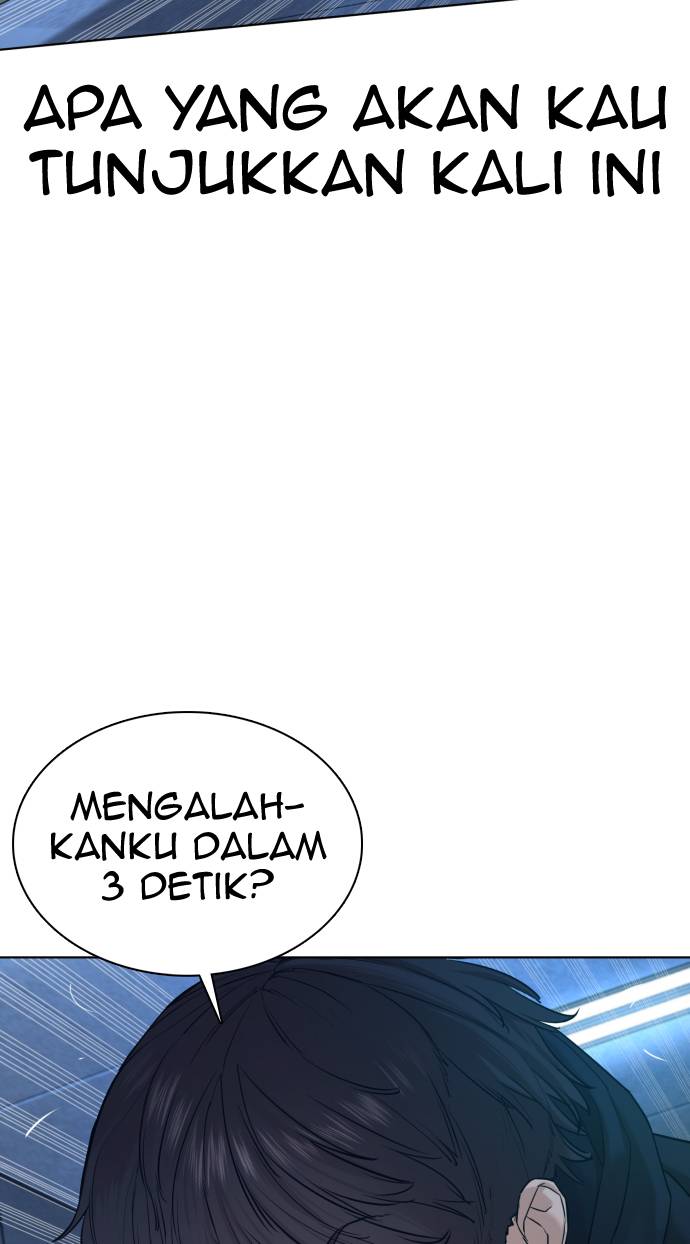 APA YANG AKAN KAU
TUNJUKKAN KALI INI
MENGALAH-
KANKU DALAM
3 DETIK?